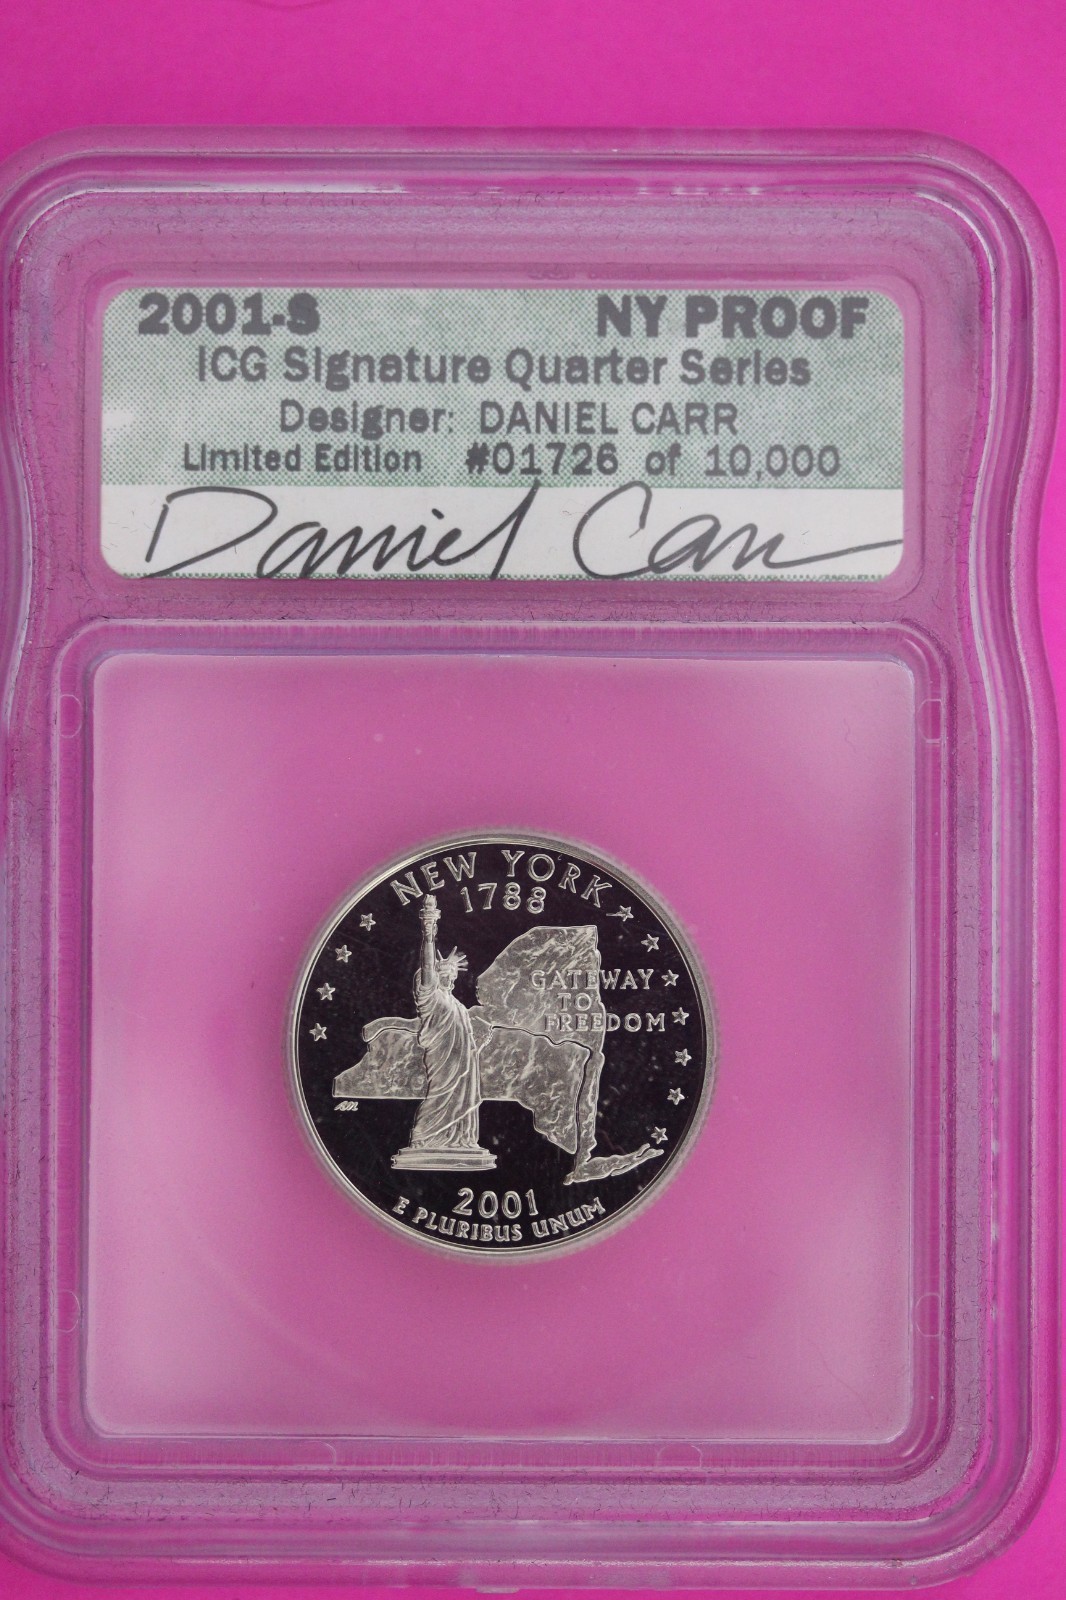 2001-S NY PROOF
ICG Signature Quarter Series
Designer: DANIEL CARR
Limited Edition #01726 of 10,000
Daniel Carr
NEW YORK
1788
GATEWAY
TO
FREEDOM
2001
E PLURIBUS UNUM